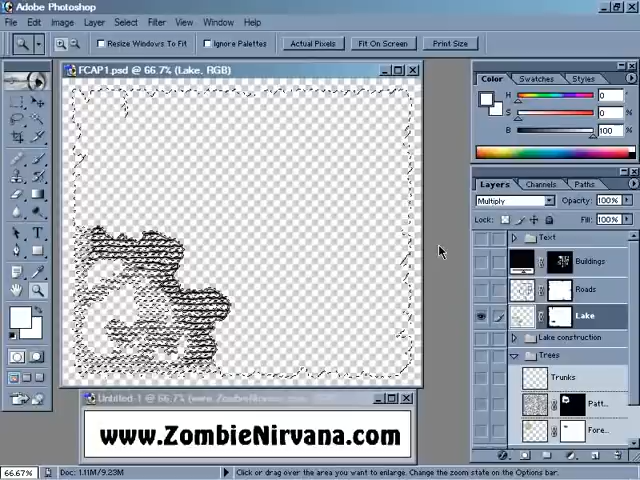 Adobe Photoshop
File Edit Image Layer Select Filter View Window Help
Resize Windows To Fit Ignore Palettes Actual Pixels Fit On Screen Print Size
FCAP1.psd @ 66.7% (Lake, RGB)
Color Swatches Styles
H 0 °
S 0 %
B 100 %
Layers Channels Paths
Multiply Opacity: 100%
Lock: Fill: 100%
Text
Buildings
Roads
Lake
Lake construction
Trees
Trunks
Patt...
Fore...
Untitled-1 @ 66.7% (www.ZombieNirvana.com,
www.ZombieNirvana.com
66.67% Doc: 1.11M/9.23M Click or drag over the area you want to enlarge. Change the zoom state on the Options bar.